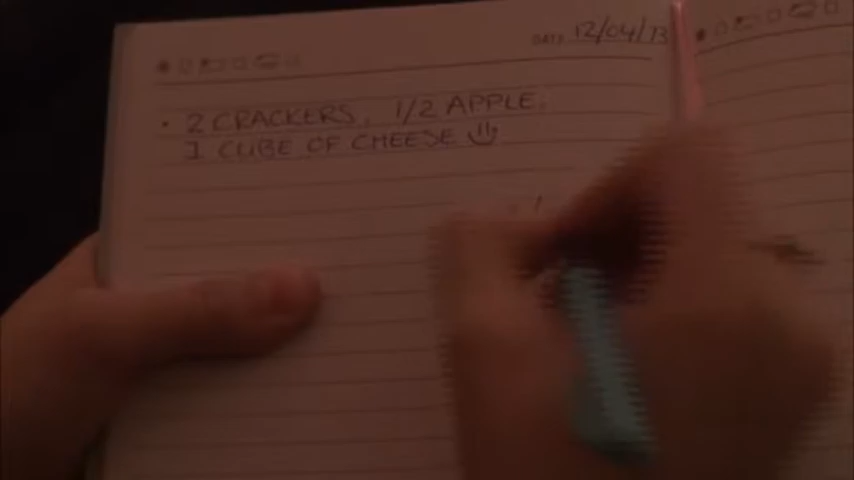 DATE 12/04/13
• 2 CRACKERS, 1/2 APPLE,
1 CUBE OF CHEESE